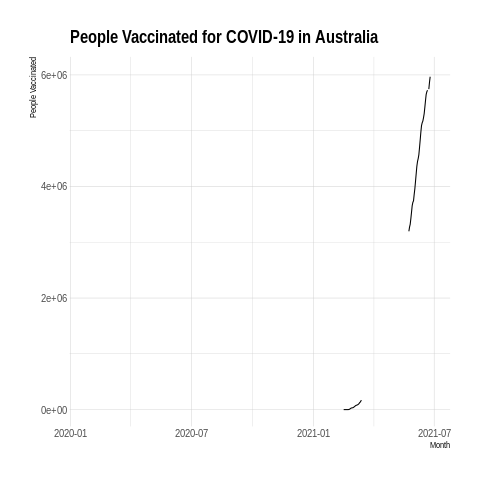 People Vaccinated for COVID-19 in Australia
People Vaccinated
6e+06
4e+06
2e+06
0e+00
2020-01 2020-07 2021-01 2021-07
Month